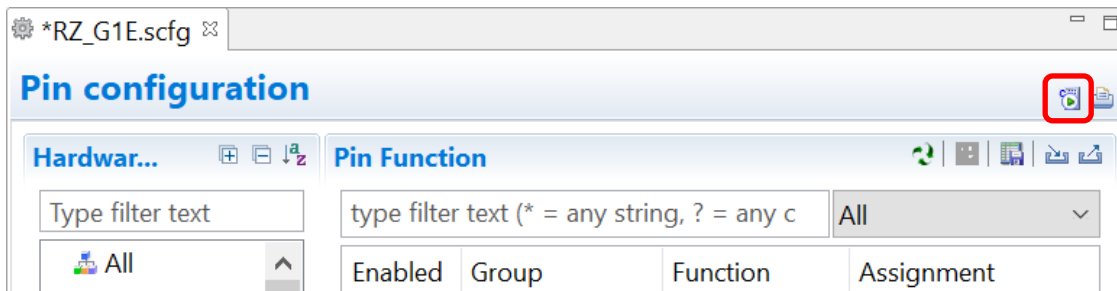 *RZ_G1E.scfg
Pin configuration
Hardwar...
Pin Function
Type filter text
type filter text (* = any string, ? = any c
All
All
Enabled
Group
Function
Assignment